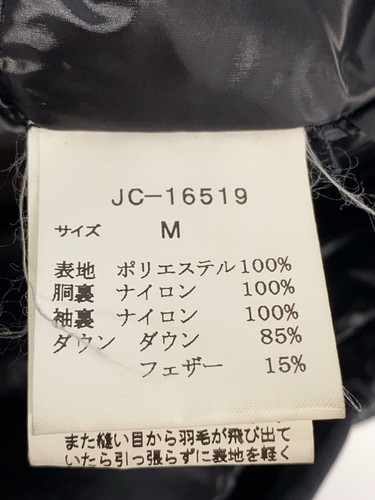 JC-16519
サイズ M
表地 ポリエステル100%
胴裏 ナイロン 100%
袖裏 ナイロン 100%
ダウン ダウン 85%
フェザー 15%
また縫い目から羽毛が飛び出て
いたら引っ張らずに表地を軽く